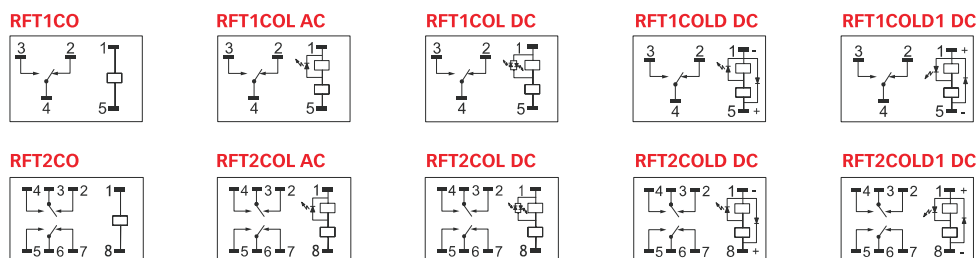 RFT1CO RFT1COL AC RFT1COL DC RFT1COLD DC RFT1COLD1 DC
3 2 1 3 2 1 3 2 1 3 2 1 - 3 2 1 +
4 5 4 5 4 5 4 5 + 4 5 -
RFT2CO RFT2COL AC RFT2COL DC RFT2COLD DC RFT2COLD1 DC
4 3 2 1 4 3 2 1 4 3 2 1 4 3 2 1 - 4 3 2 1 +
5 6 7 8 5 6 7 8 5 6 7 8 5 6 7 8 + 5 6 7 8 -